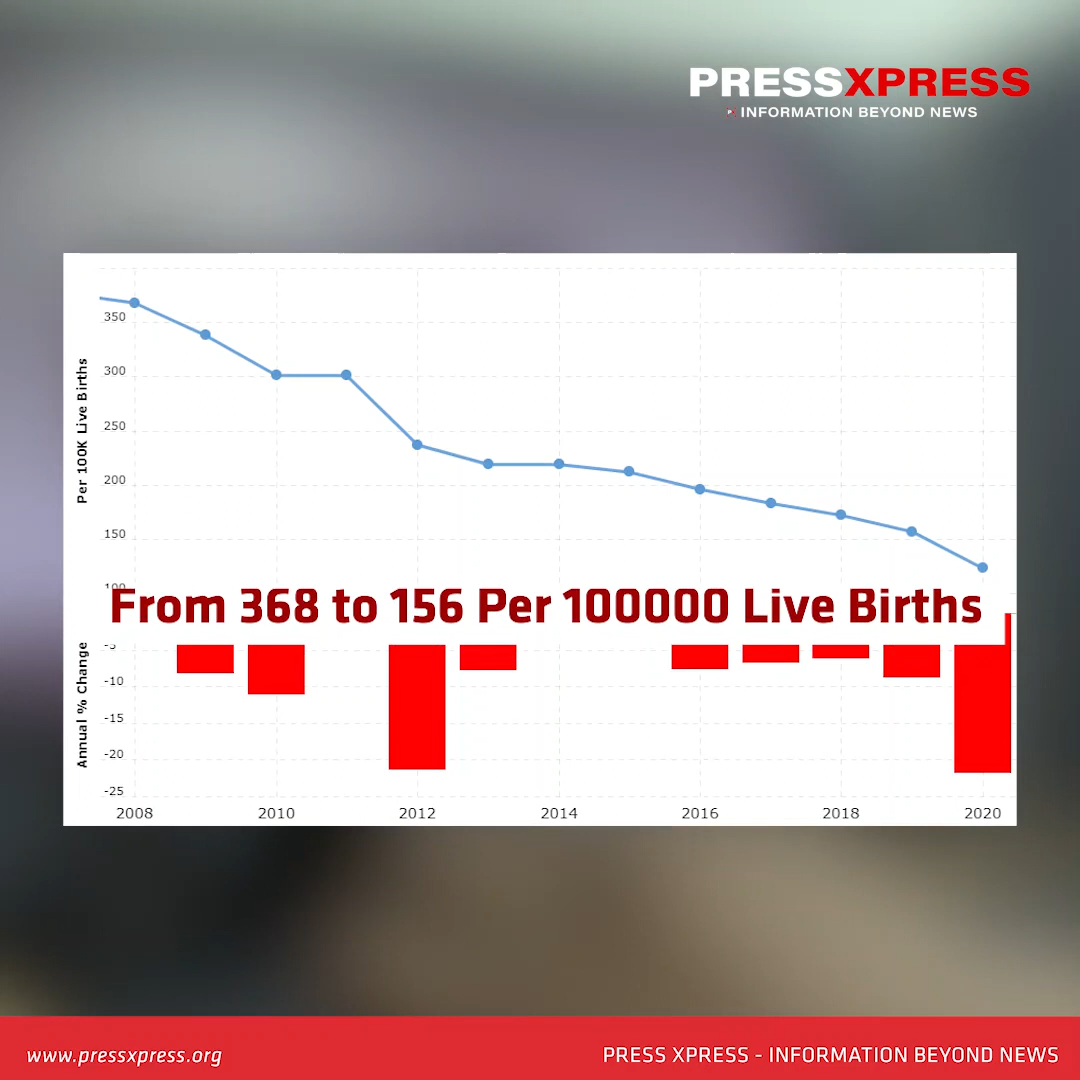 PRESSXPRESS
INFORMATION BEYOND NEWS
Per 100K Live Births
350
300
250
200
150
100
From 368 to 156 Per 100000 Live Births
Annual % Change
-5
-10
-15
-20
-25
2008 2010 2012 2014 2016 2018 2020
www.pressxpress.org
PRESS XPRESS - INFORMATION BEYOND NEWS